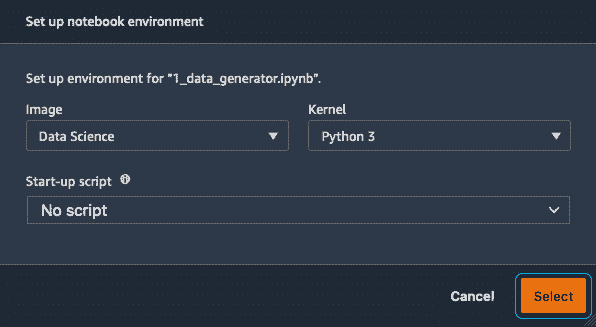 Set up notebook environment
Set up environment for "1_data_generator.ipynb".
Image Kernel
Data Science Python 3
Start-up script
No script
Cancel Select